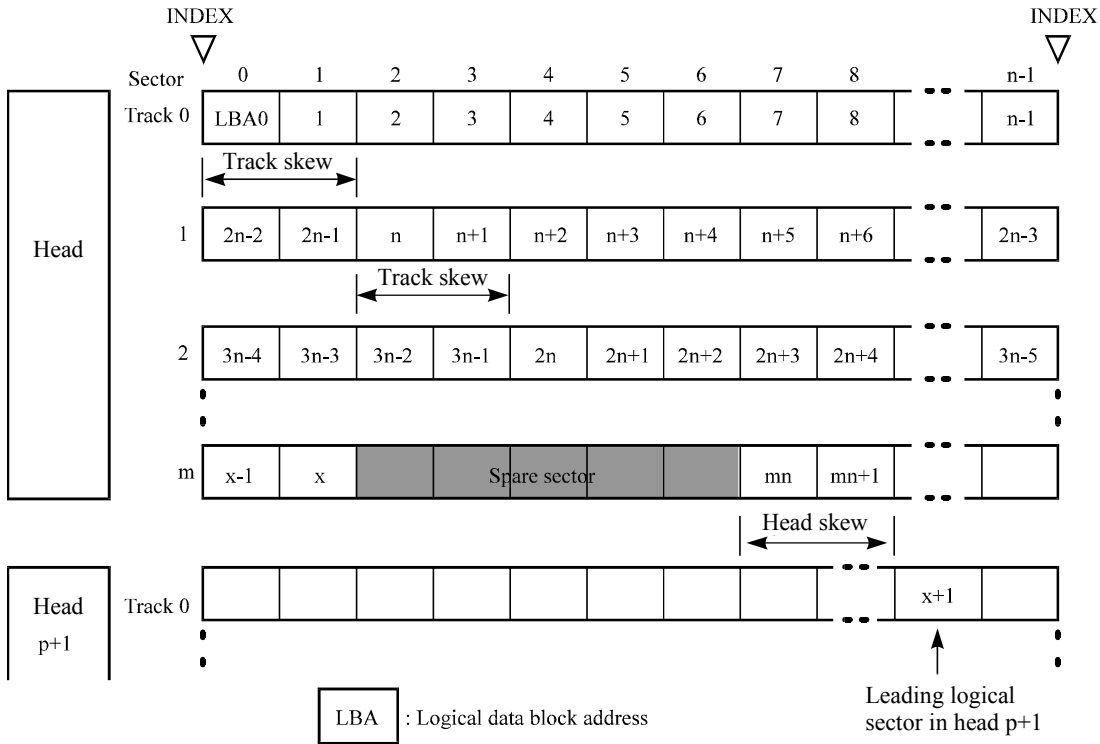 INDEX INDEX
Sector 0 1 2 3 4 5 6 7 8 n-1
Track 0 LBA0 1 2 3 4 5 6 7 8 n-1
Track skew
Head
1 2n-2 2n-1 n n+1 n+2 n+3 n+4 n+5 n+6 2n-3
Track skew
2 3n-4 3n-3 3n-2 3n-1 2n 2n+1 2n+2 2n+3 2n+4 3n-5
m x-1 x Spare sector mn mn+1
Head skew
Head
p+1
Track 0 x+1
LBA : Logical data block address
Leading logical
sector in head p+1